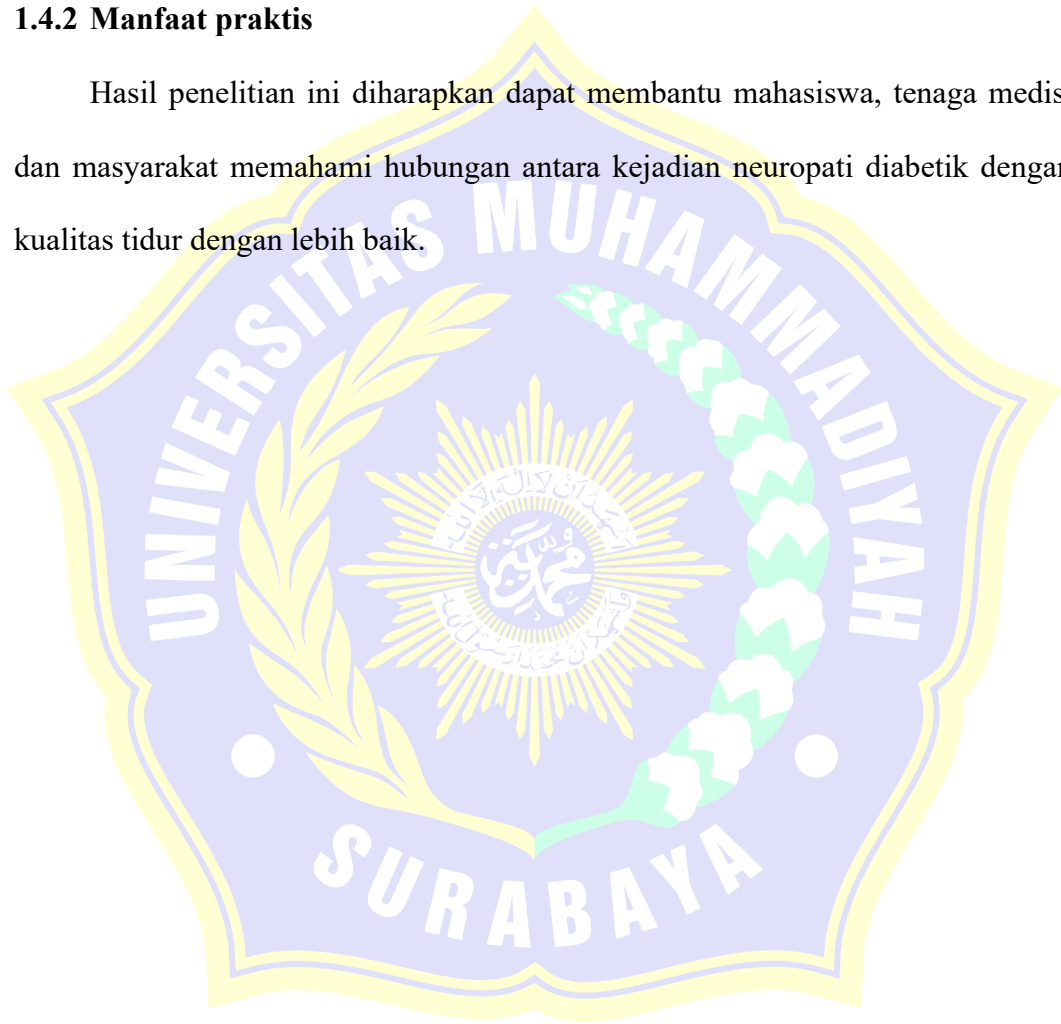 1.4.2 Manfaat praktis
Hasil penelitian ini diharapkan dapat membantu mahasiswa, tenaga medis
dan masyarakat memahami hubungan antara kejadian neuropati diabetik dengan
kualitas tidur dengan lebih baik.
UNIVERSITAS MUHAMMADIYAH
محمد
SURABAYA